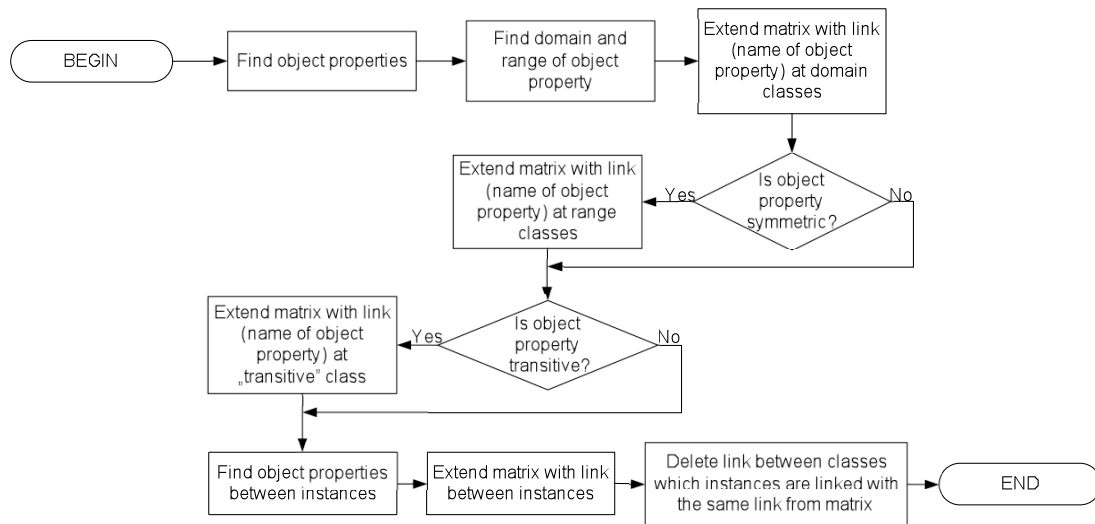 BEGIN
Find object properties
Find domain and
range of object
property
Extend matrix with link
(name of object
property) at domain
classes
Is object
property
symmetric?
Yes
No
Extend matrix with link
(name of object
property) at range
classes
Is object
property
transitive?
Yes
No
Extend matrix with link
(name of object
property) at
„transitive” class
Find object properties
between instances
Extend matrix with link
between instances
Delete link between classes
which instances are linked with
the same link from matrix
END